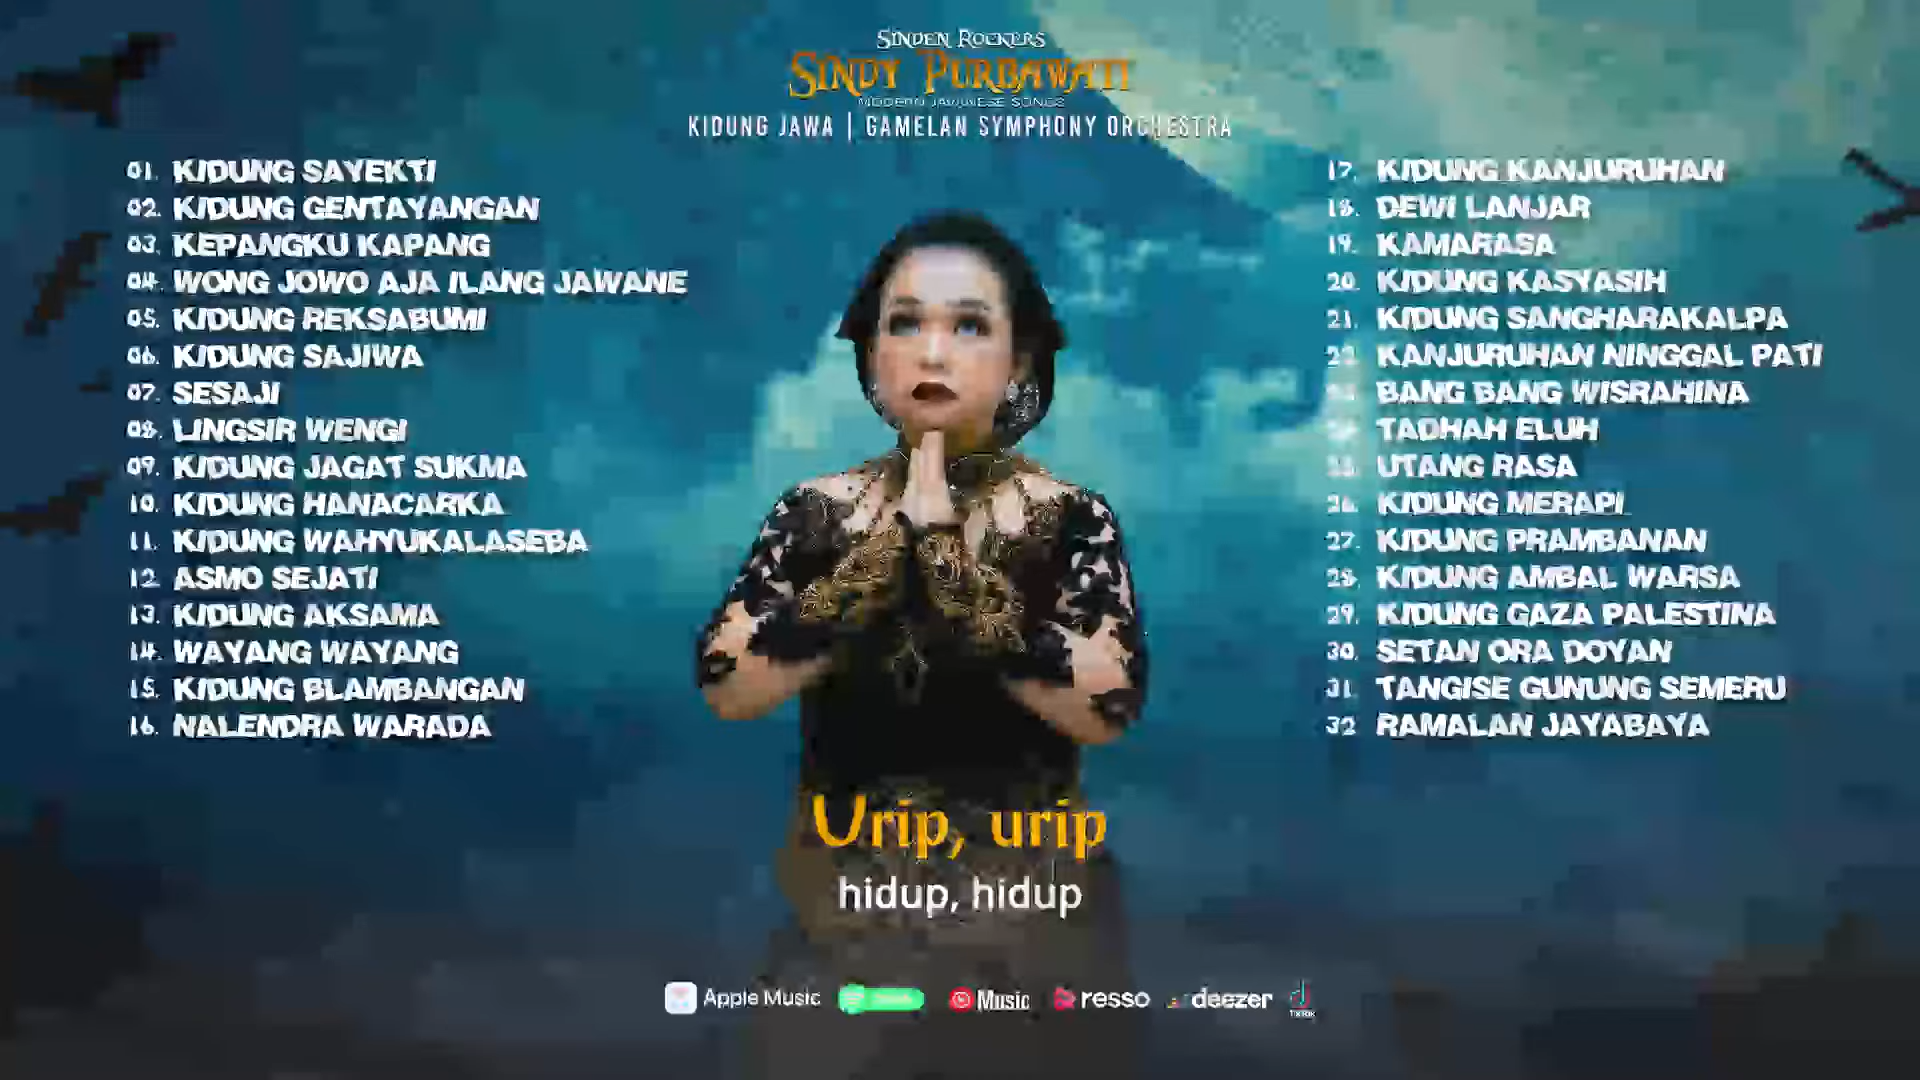 SINDEN ROCKERS
SINDY PURBAWATI
MODERN JAWANESE SONGS
KIDUNG JAWA | GAMELAN SYMPHONY ORCHESTRA
01. KIDUNG SAYEKTI
02. KIDUNG GENTAYANGAN
03. KEPANGKU KAPANG
04. WONG JOWO AJA ILANG JAWANE
05. KIDUNG REKSABUMI
06. KIDUNG SAJIWA
07. SESAJI
08. LINGSIR WENGI
09. KIDUNG JAGAT SUKMA
10. KIDUNG HANACARKA
11. KIDUNG WAHYUKALASEBA
12. ASMO SEJATI
13. KIDUNG AKSAMA
14. WAYANG WAYANG
15. KIDUNG BLAMBANGAN
16. NALENDRA WARADA
17. KIDUNG KANJURUHAN
18. DEWI LANJAR
19. KAMARASA
20. KIDUNG KASYASIH
21. KIDUNG SANGHARAKALPA
22. KANJURUHAN NINGGAL PATI
BANG BANG WISRAHINA
TADHAH ELUH
UTANG RASA
26. KIDUNG MERAPI
27. KIDUNG PRAMBANAN
28. KIDUNG AMBAL WARSA
29. KIDUNG GAZA PALESTINA
30. SETAN ORA DOYAN
31. TANGISE GUNUNG SEMERU
32 RAMALAN JAYABAYA
Urip, urip
hidup, hidup
Apple Music Music resso deezer TikTok